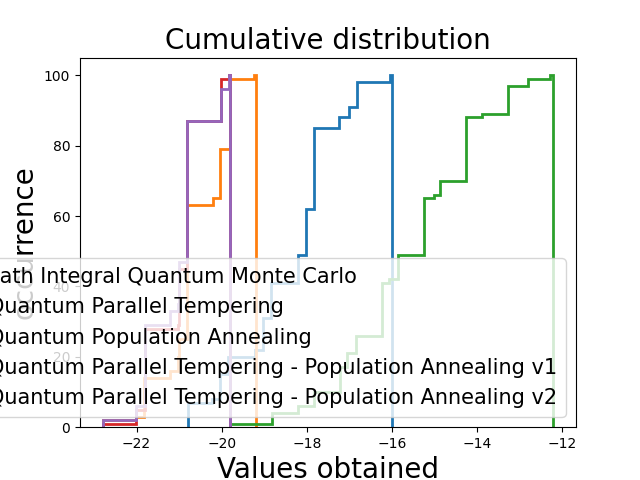 Cumulative distribution
100
80
60
40
20
0
occurrence
ath Integral Quantum Monte Carlo
Quantum Parallel Tempering
Quantum Population Annealing
Quantum Parallel Tempering - Population Annealing v1
Quantum Parallel Tempering - Population Annealing v2
−22
−20
−18
−16
−14
−12
Values obtained